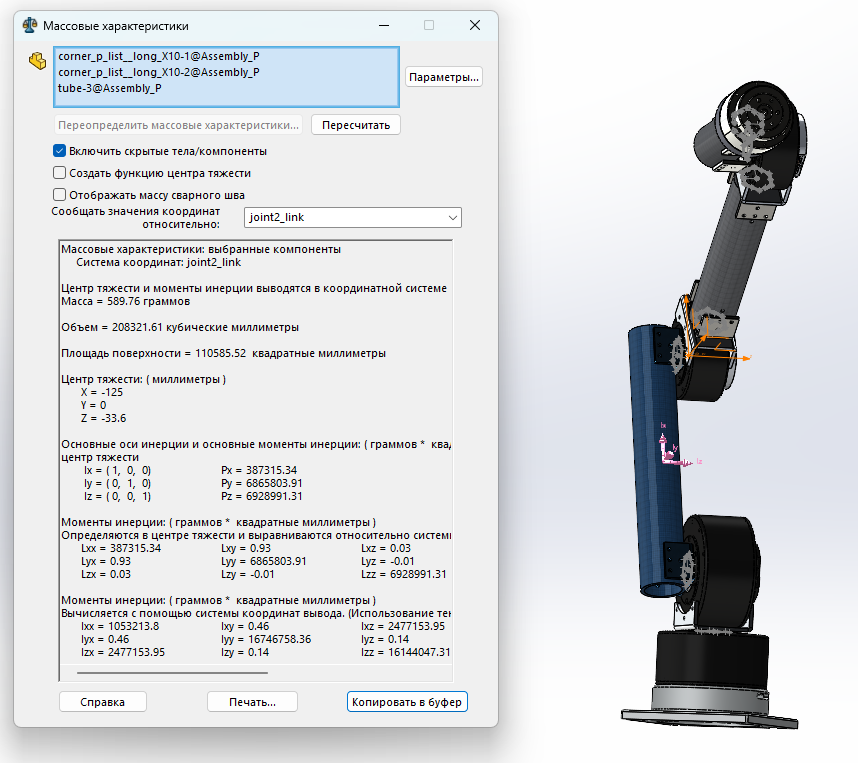 Массовые характеристики
corner_p_list__long_X10-1@Assembly_P
corner_p_list__long_X10-2@Assembly_P
tube-3@Assembly_P
Параметры...
Переопределить массовые характеристики...
Пересчитать
Включить скрытые тела/компоненты
Создать функцию центра тяжести
Отображать массу сварного шва
Сообщать значения координат
относительно:
joint2_link
Массовые характеристики: выбранные компоненты
Система координат: joint2_link
Центр тяжести и моменты инерции выводятся в координатной системе
Масса = 589.76 граммов
Объем = 208321.61 кубические миллиметры
Площадь поверхности = 110585.52 квадратные миллиметры
Центр тяжести: ( миллиметры )
X = -125
Y = 0
Z = -33.6
Основные оси инерции и основные моменты инерции: ( граммов * квад
центр тяжести
Ix = ( 1, 0, 0) Px = 387315.34
Iy = ( 0, 1, 0) Py = 6865803.91
Iz = ( 0, 0, 1) Pz = 6928991.31
Моменты инерции: ( граммов * квадратные миллиметры )
Определяются в центре тяжести и выравниваются относительно систем
Lxx = 387315.34 Lxy = 0.93 Lxz = 0.03
Lyx = 0.93 Lyy = 6865803.91 Lyz = -0.01
Lzx = 0.03 Lzy = -0.01 Lzz = 6928991.31
Моменты инерции: ( граммов * квадратные миллиметры )
Вычисляется с помощью системы координат вывода. (Использование тен
Ixx = 1053213.8 Ixy = 0.46 Ixz = 2477153.95
Iyx = 0.46 Iyy = 16746758.36 Iyz = 0.14
Izx = 2477153.95 Izy = 0.14 Izz = 16144047.31
Справка
Печать...
Копировать в буфер
Ix
Iy
Iz